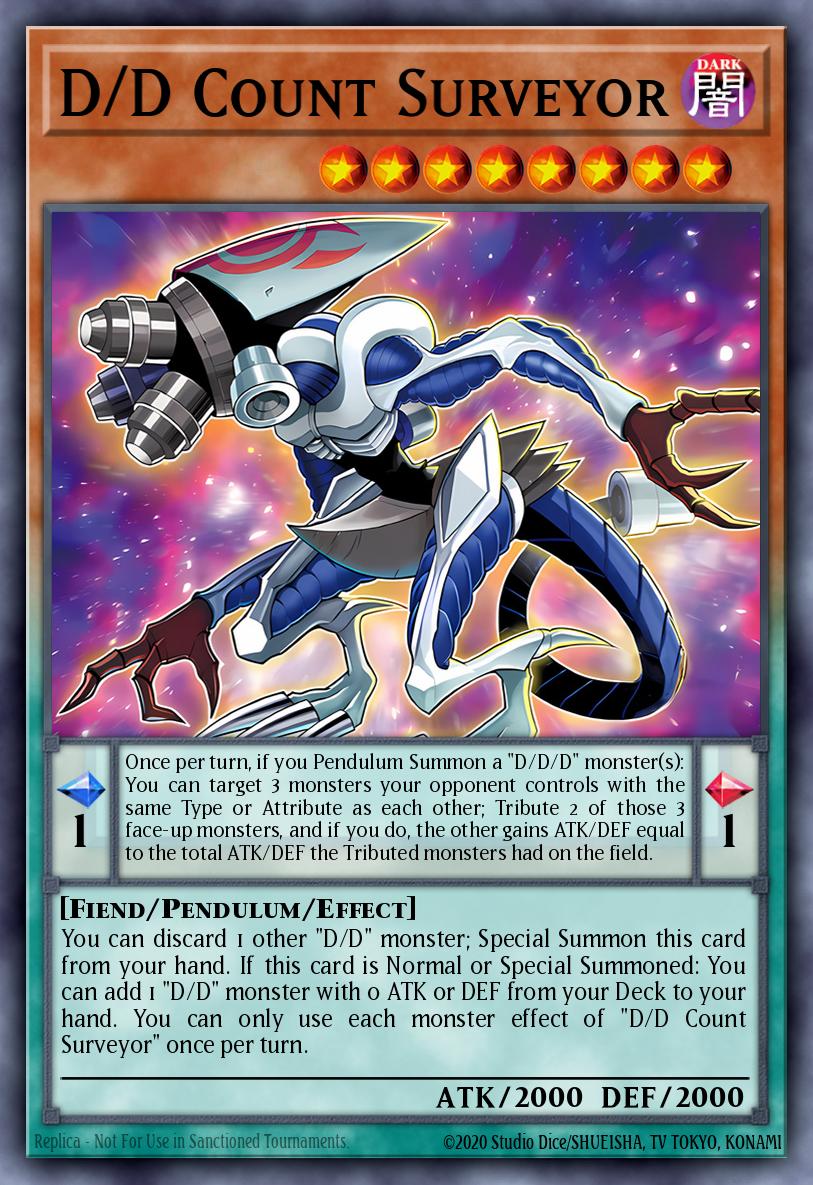 D/D Count Surveyor
DARK
闇
Once per turn, if you Pendulum Summon a "D/D/D" monster(s):
You can target 3 monsters your opponent controls with the
same Type or Attribute as each other; Tribute 2 of those 3
face-up monsters, and if you do, the other gains ATK/DEF equal
to the total ATK/DEF the Tributed monsters had on the field.
1
1
[Fiend/Pendulum/Effect]
You can discard 1 other "D/D" monster; Special Summon this card
from your hand. If this card is Normal or Special Summoned: You
can add 1 "D/D" monster with 0 ATK or DEF from your Deck to your
hand. You can only use each monster effect of "D/D Count
Surveyor" once per turn.
ATK/2000 DEF/2000
Replica - Not For Use in Sanctioned Tournaments.
©2020 Studio Dice/SHUEISHA, TV TOKYO, KONAMI